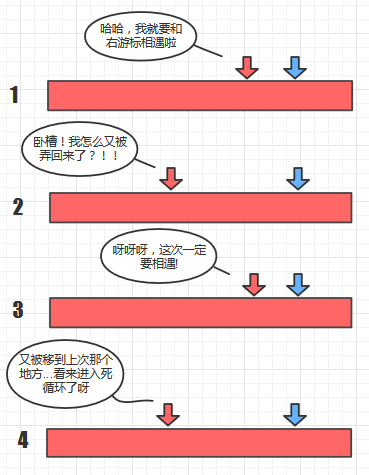 哈哈，我就要和
右游标相遇啦
1
卧槽！我怎么又被
弄回来了？！！
2
呀呀呀，这次一定
要相遇!
3
又被移到上次那个
地方...看来进入死
循环了呀
4